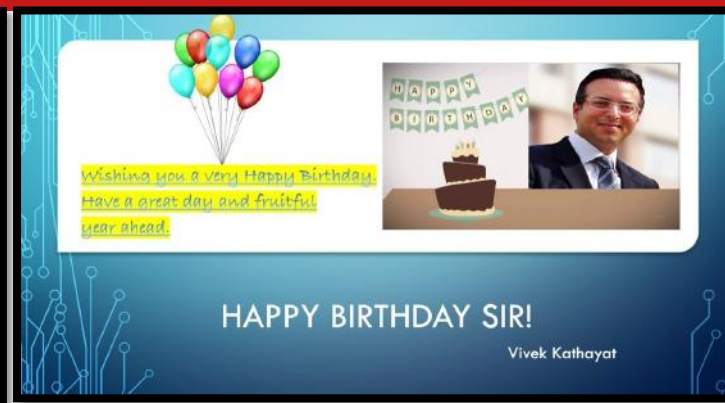 HAPPY
BIRTHDAY
Wishing you a very Happy Birthday.
Have a great day and fruitful
year ahead.
HAPPY BIRTHDAY SIR!
Vivek Kathayat